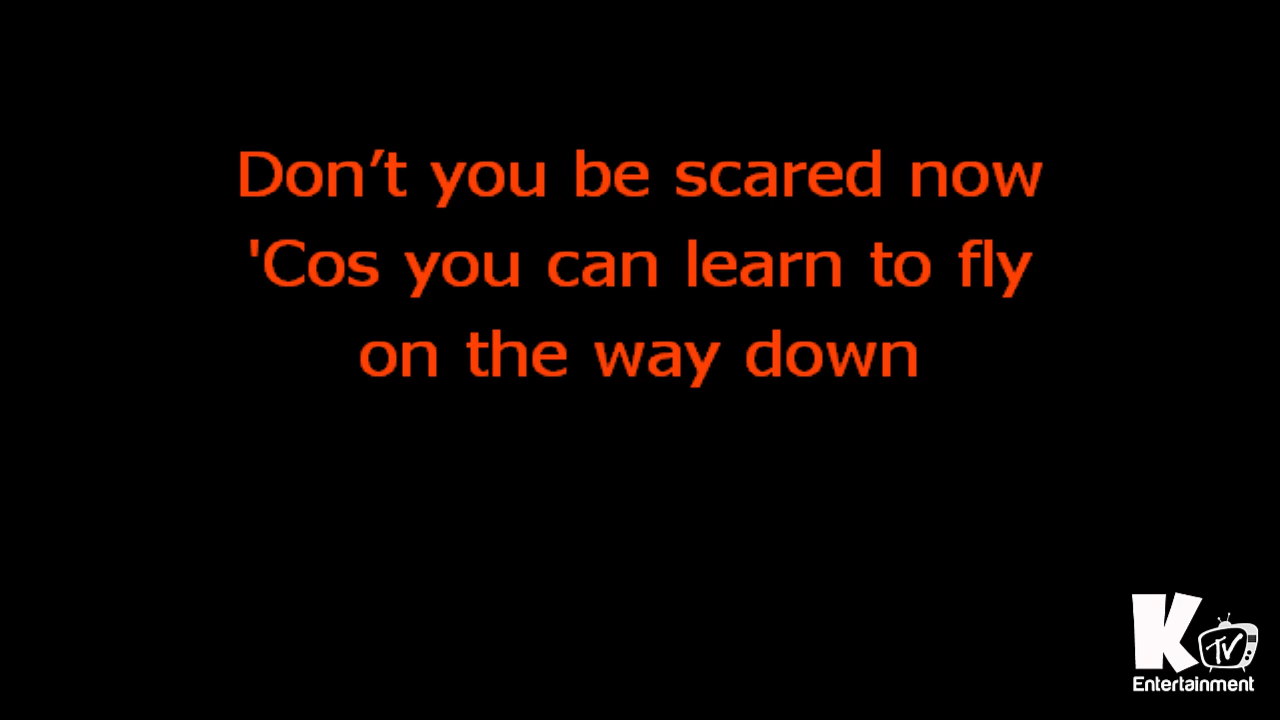 Don’t you be scared now
'Cos you can learn to fly
on the way down
K TV
Entertainment